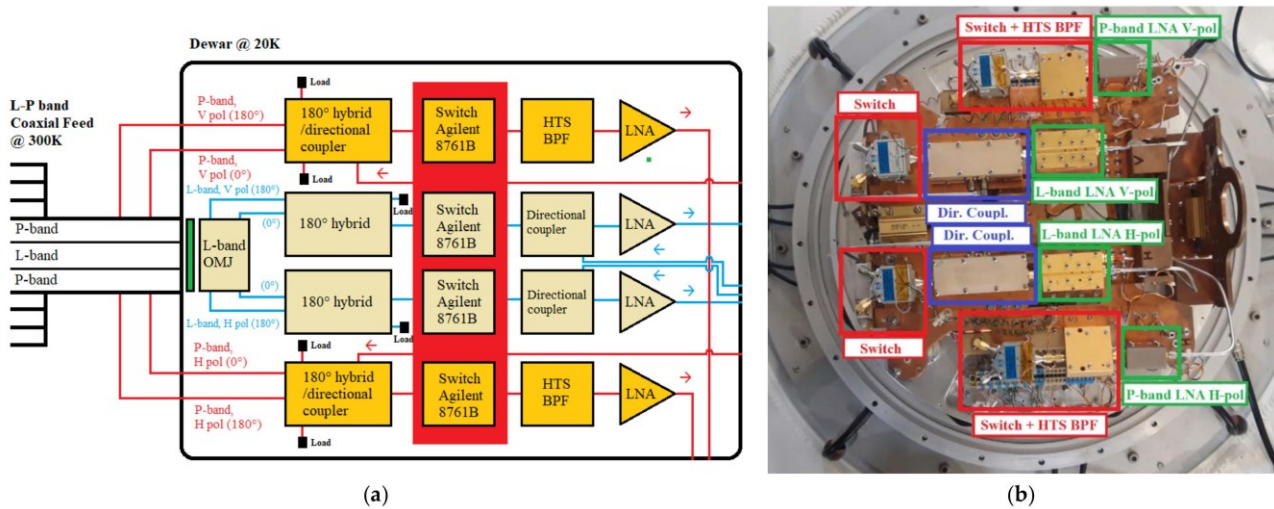 Dewar @ 20K
L-P band
Coaxial Feed
@ 300K
P-band,
V pol (180°)
Load
180° hybrid
/directional
coupler
Switch
Agilent
8761B
HTS
BPF
LNA
P-band,
V pol (0°)
Load
L-band, V pol (180°)
(0°)
Load
P-band
L-band
P-band
L-band
OMJ
180° hybrid
Switch
Agilent
8761B
Directional
coupler
LNA
(0°)
L-band, H pol (180°)
180° hybrid
Load
Switch
Agilent
8761B
Directional
coupler
LNA
P-band,
H pol (0°)
Load
180° hybrid
/directional
coupler
Switch
Agilent
8761B
HTS
BPF
LNA
P-band,
H pol (180°)
Load
(a)
Switch + HTS BPF
P-band LNA V-pol
Switch
L-band LNA V-pol
Dir. Coupl.
Dir. Coupl.
L-band LNA H-pol
V
H
Switch
P-band LNA H-pol
Switch + HTS BPF
(b)